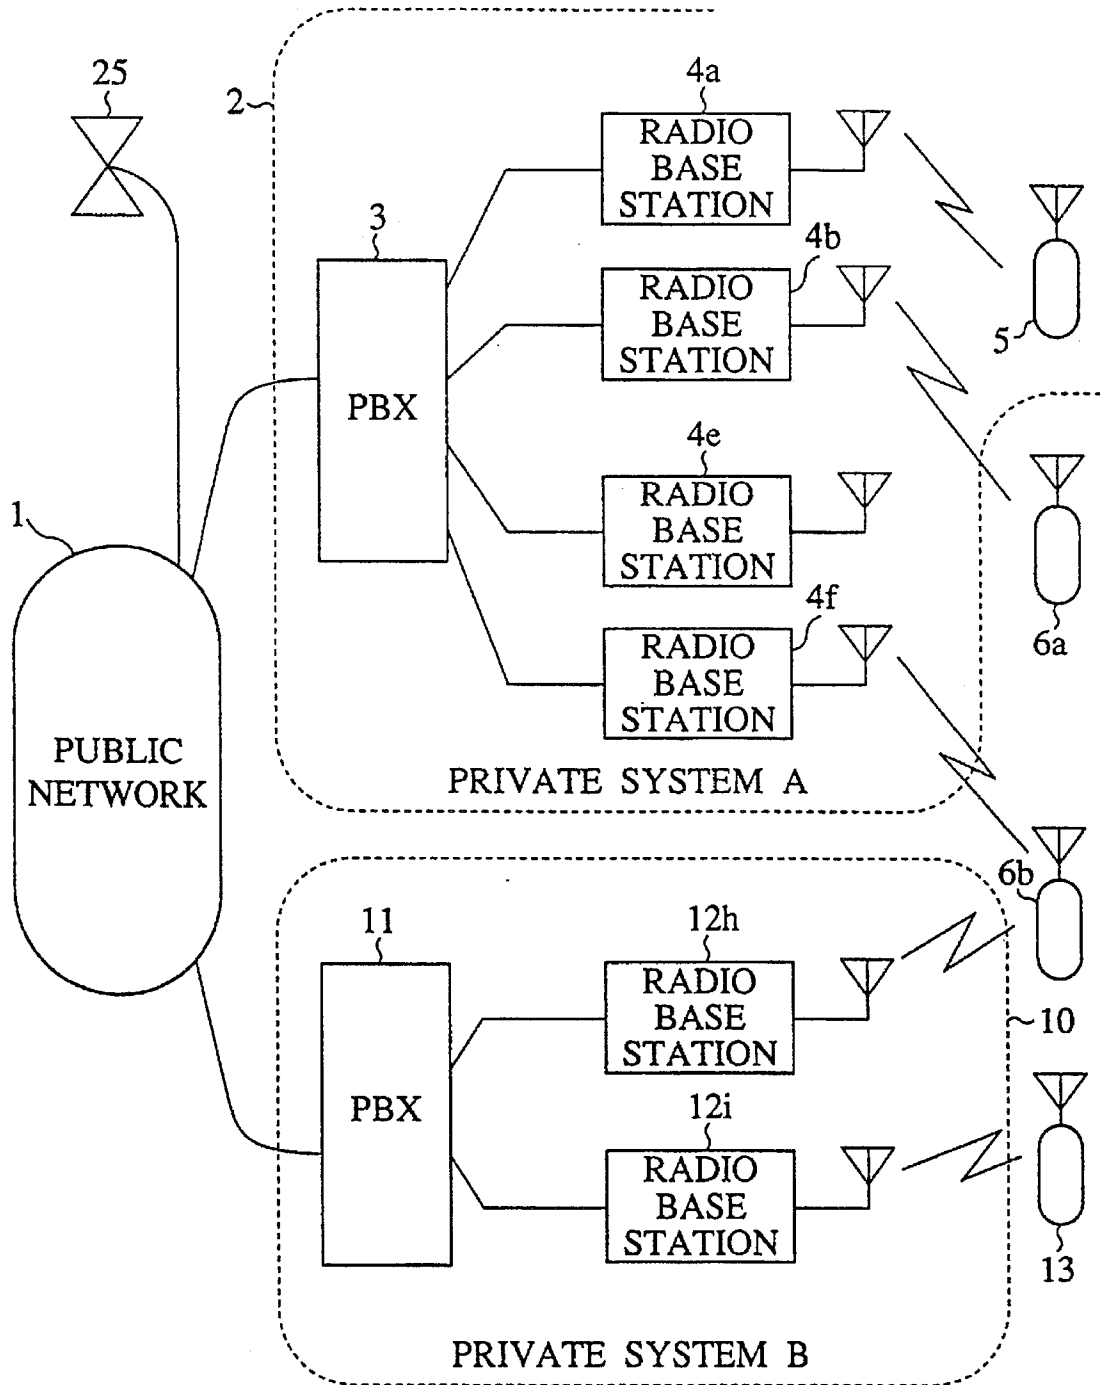 25
2
4a
RADIO
BASE
STATION
3
4b
RADIO
BASE
STATION
5
PBX
4e
RADIO
BASE
STATION
1
4f
6a
RADIO
BASE
STATION
PUBLIC
NETWORK
PRIVATE SYSTEM A
6b
11
12h
RADIO
BASE
STATION
10
PBX
12i
RADIO
BASE
STATION
13
PRIVATE SYSTEM B